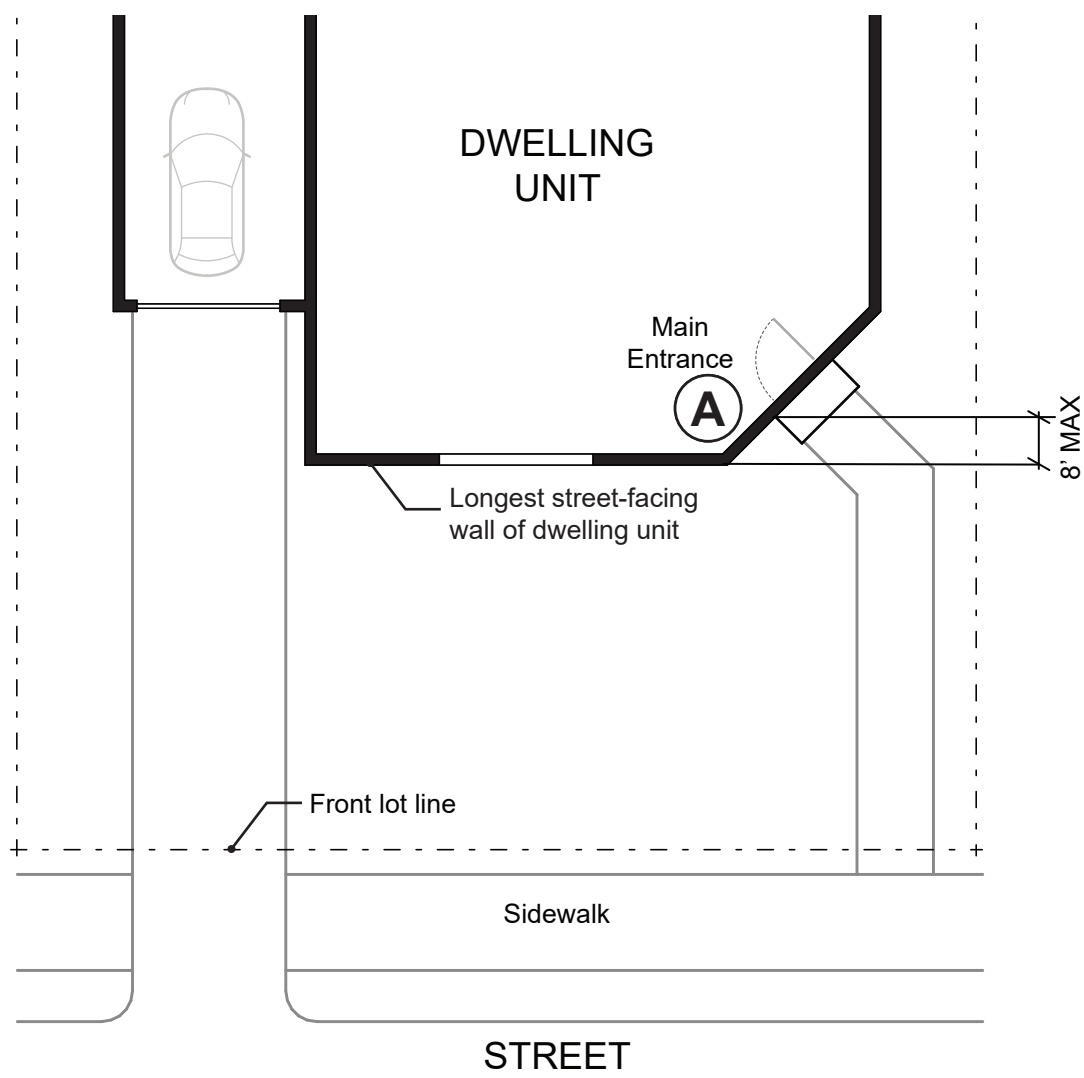 DWELLING
UNIT
Main
Entrance
A
8' MAX
Longest street-facing
wall of dwelling unit
Front lot line
Sidewalk
STREET